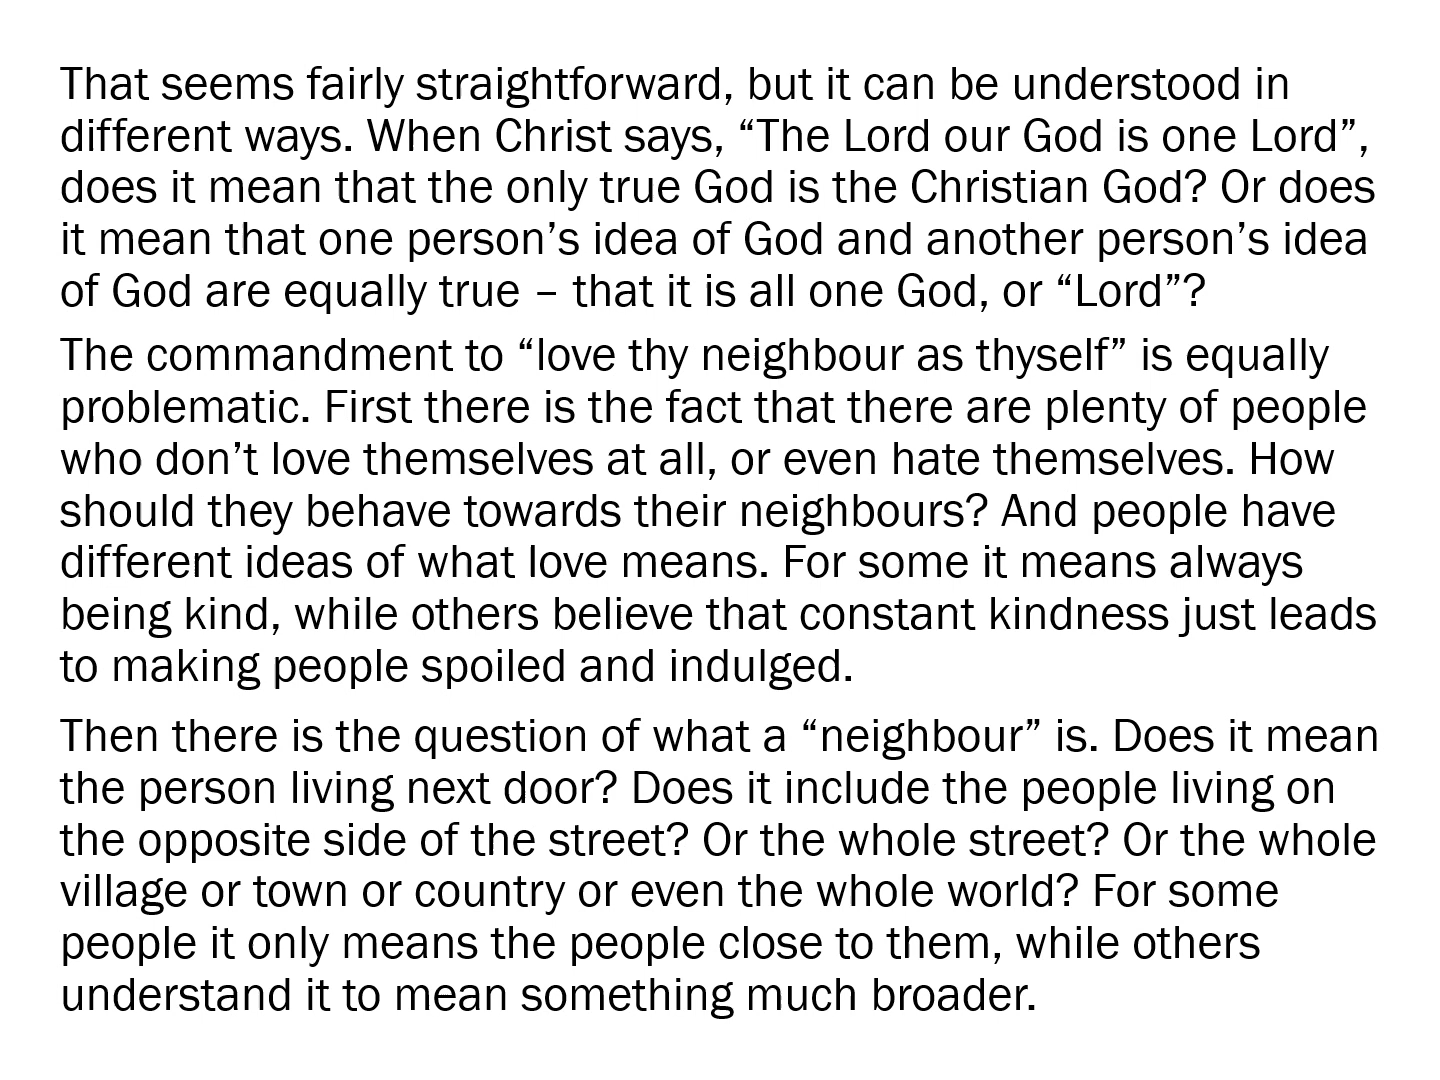 That seems fairly straightforward, but it can be understood in
different ways. When Christ says, “The Lord our God is one Lord”,
does it mean that the only true God is the Christian God? Or does
it mean that one person’s idea of God and another person’s idea
of God are equally true – that it is all one God, or “Lord”?
The commandment to “love thy neighbour as thyself” is equally
problematic. First there is the fact that there are plenty of people
who don’t love themselves at all, or even hate themselves. How
should they behave towards their neighbours? And people have
different ideas of what love means. For some it means always
being kind, while others believe that constant kindness just leads
to making people spoiled and indulged.
Then there is the question of what a “neighbour” is. Does it mean
the person living next door? Does it include the people living on
the opposite side of the street? Or the whole street? Or the whole
village or town or country or even the whole world? For some
people it only means the people close to them, while others
understand it to mean something much broader.